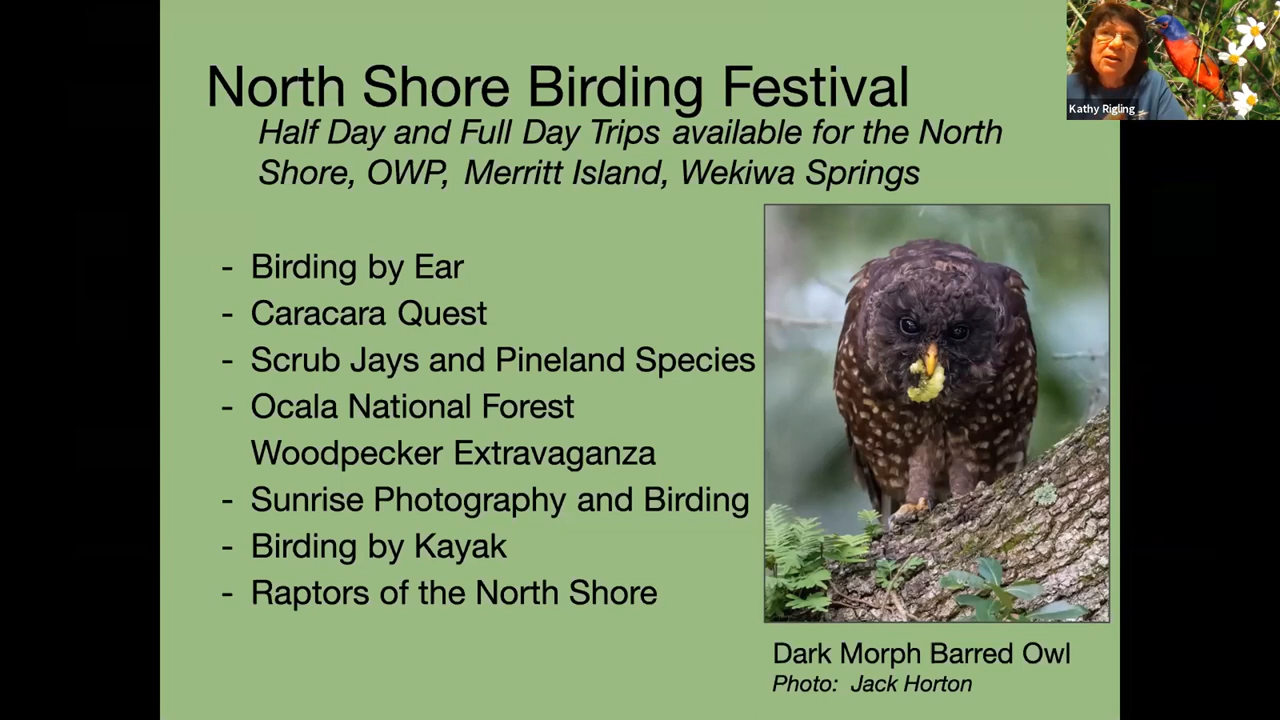 North Shore Birding Festival
Half Day and Full Day Trips available for the North
Shore, OWP, Merritt Island, Wekiwa Springs
- Birding by Ear
- Caracara Quest
- Scrub Jays and Pineland Species
- Ocala National Forest
Woodpecker Extravaganza
- Sunrise Photography and Birding
- Birding by Kayak
- Raptors of the North Shore
Dark Morph Barred Owl
Photo: Jack Horton
Kathy Rigling